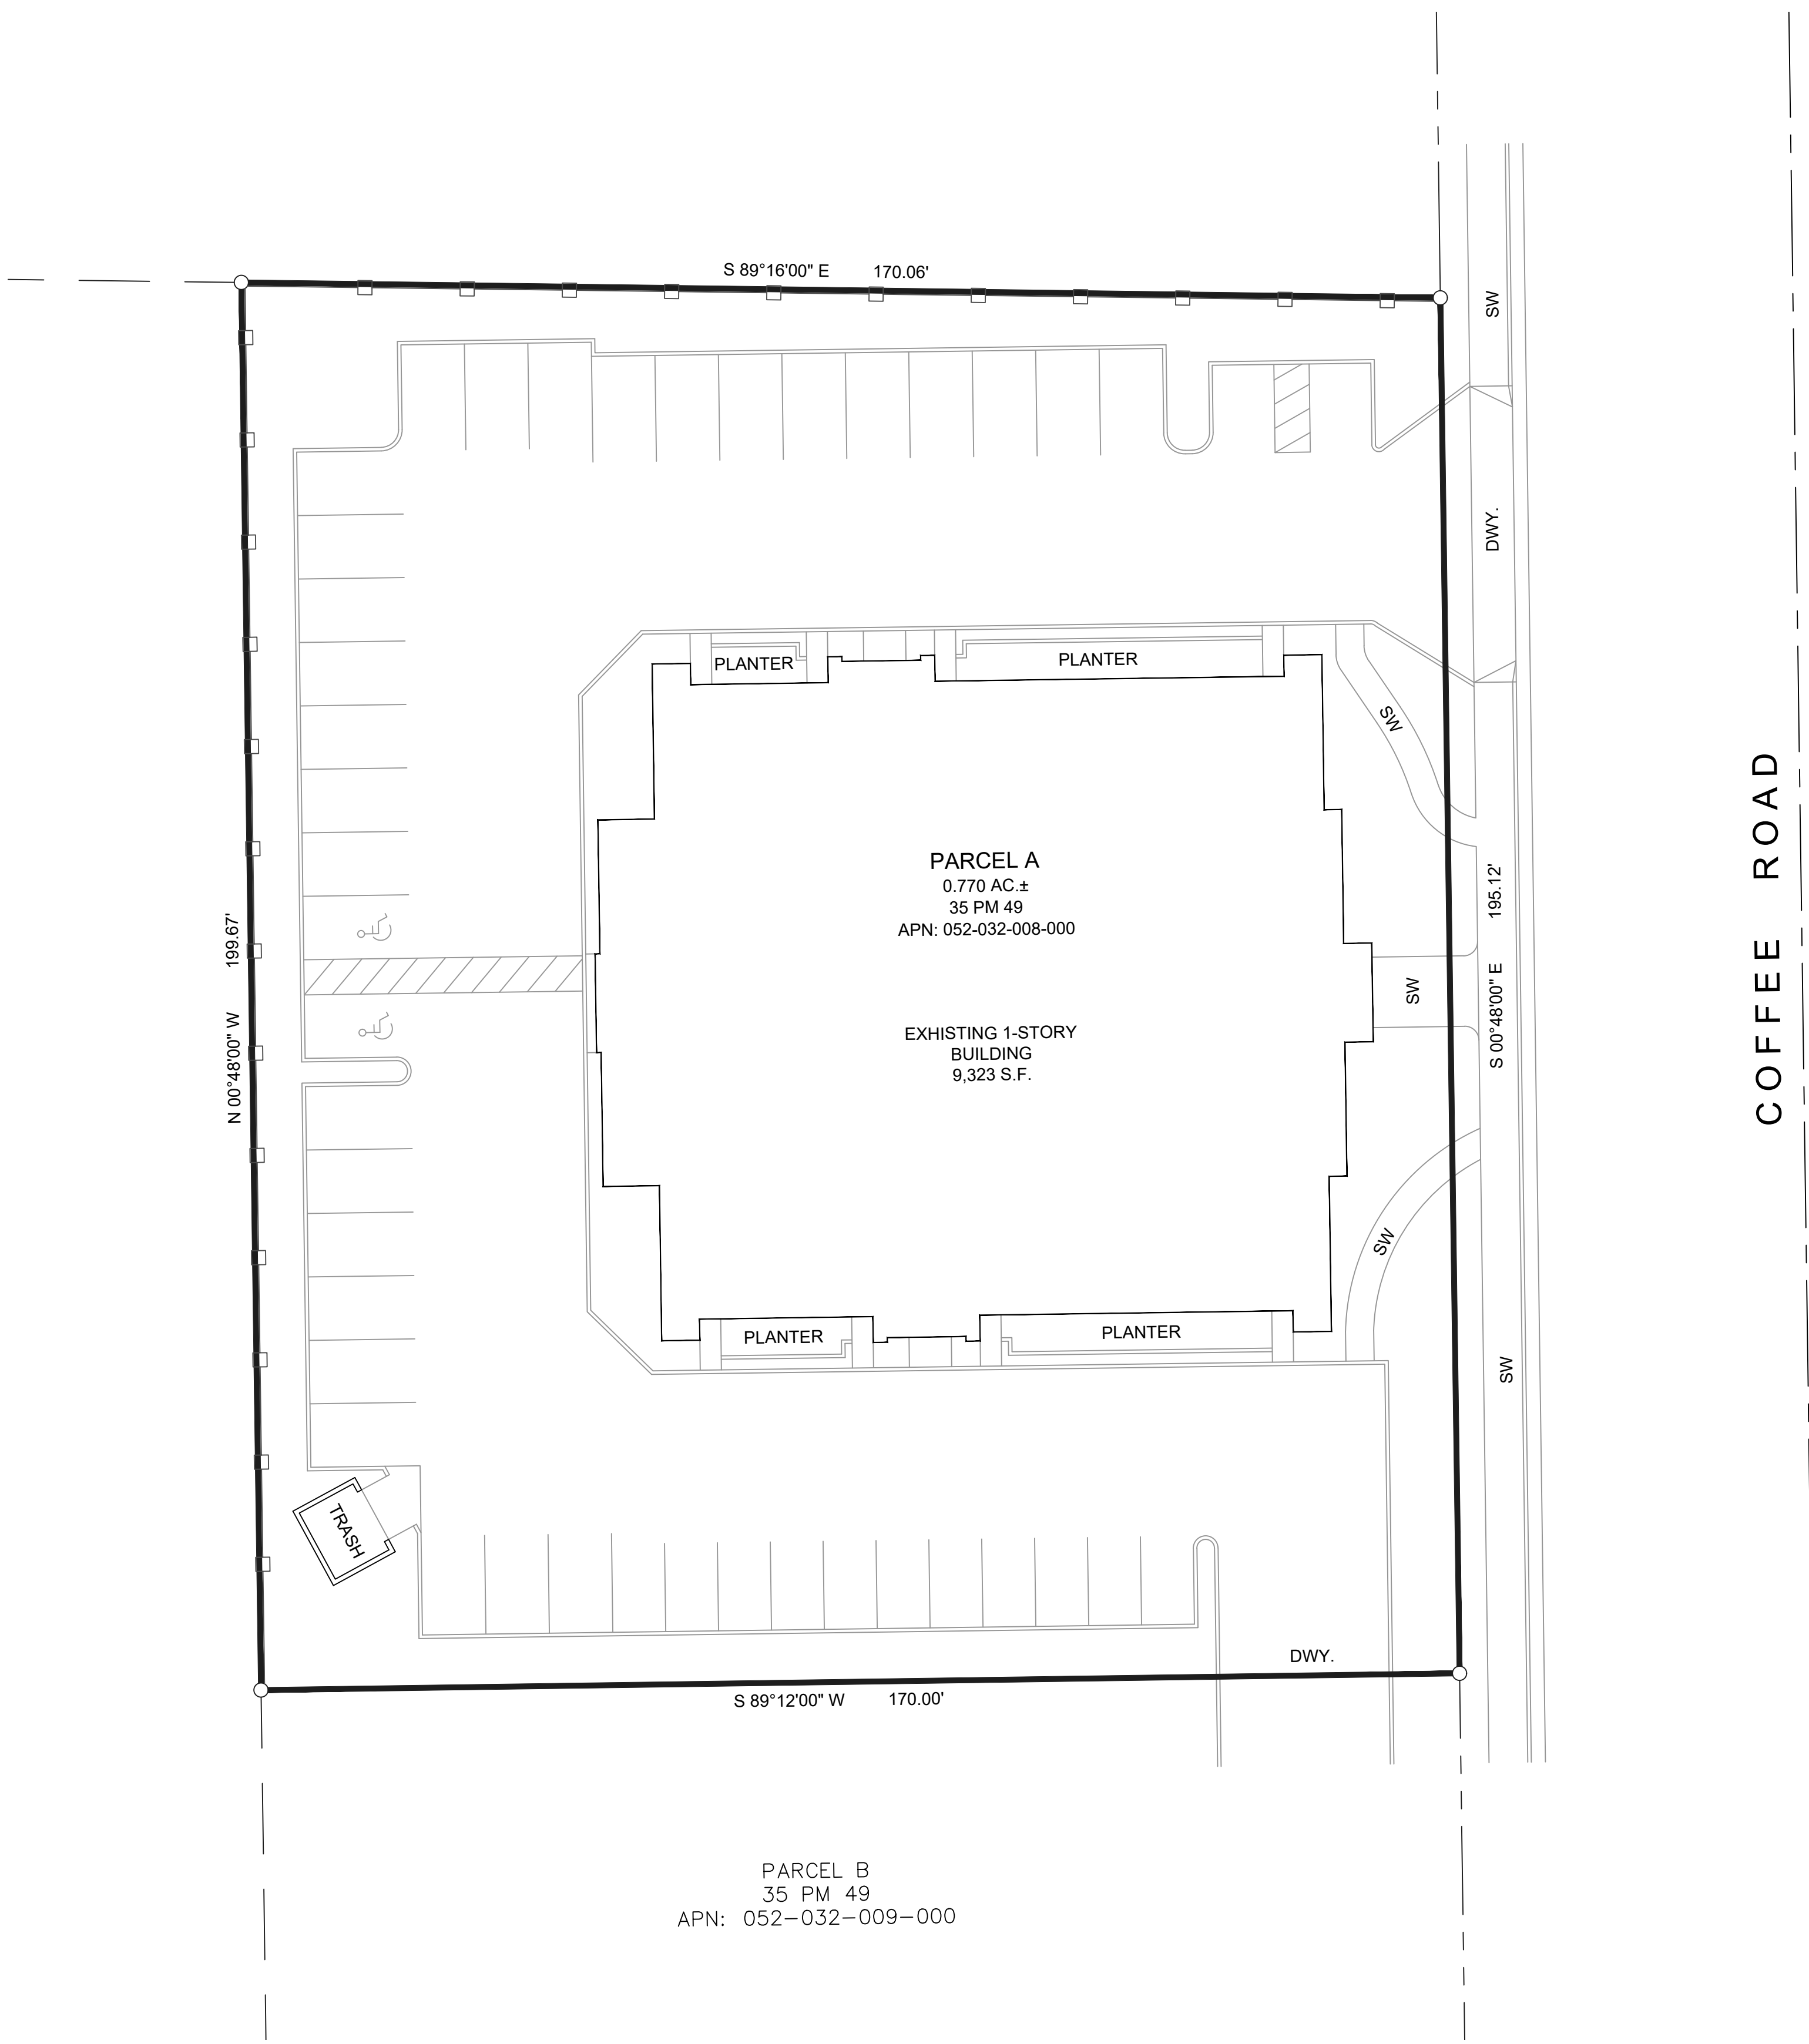 S 89°16'00" E 170.06'
SW
DWY.
PLANTER
PLANTER
SW
PARCEL A
0.770 AC.±
35 PM 49
APN: 052-032-008-000
EXHISTING 1-STORY
BUILDING
9,323 S.F.
N 00°48'00" W 199.67'
SW
S 00°48'00" E 195.12'
COFFEE ROAD
SW
PLANTER
PLANTER
SW
TRASH
DWY.
S 89°12'00" W 170.00'
PARCEL B
35 PM 49
APN: 052-032-009-000